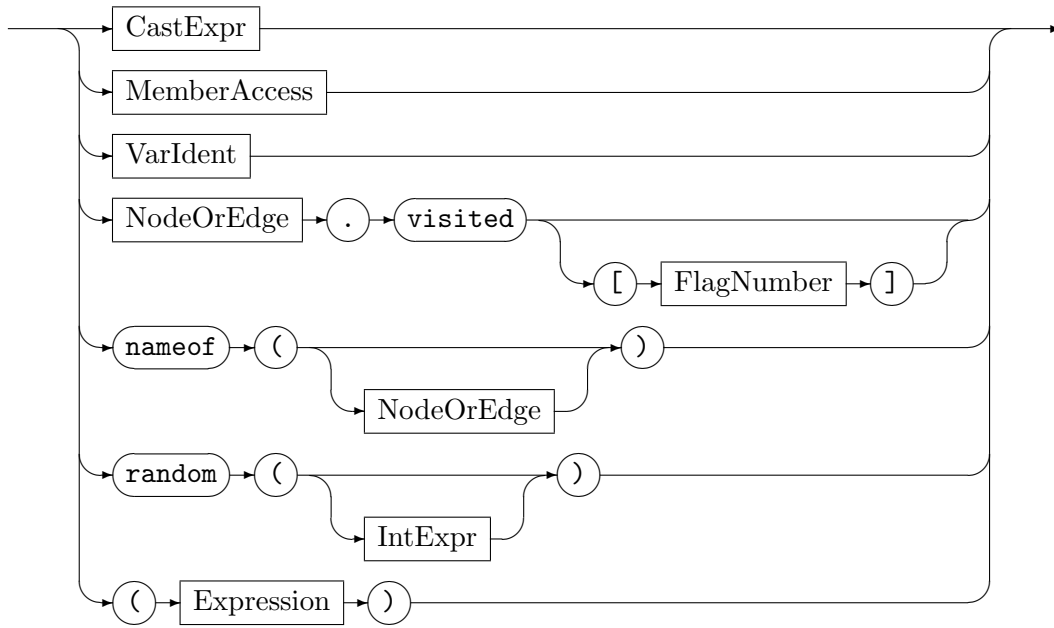 CastExpr
MemberAccess
VarIdent
NodeOrEdge . visited
[ FlagNumber ]
nameof ( )
NodeOrEdge
random ( )
IntExpr
( Expression )